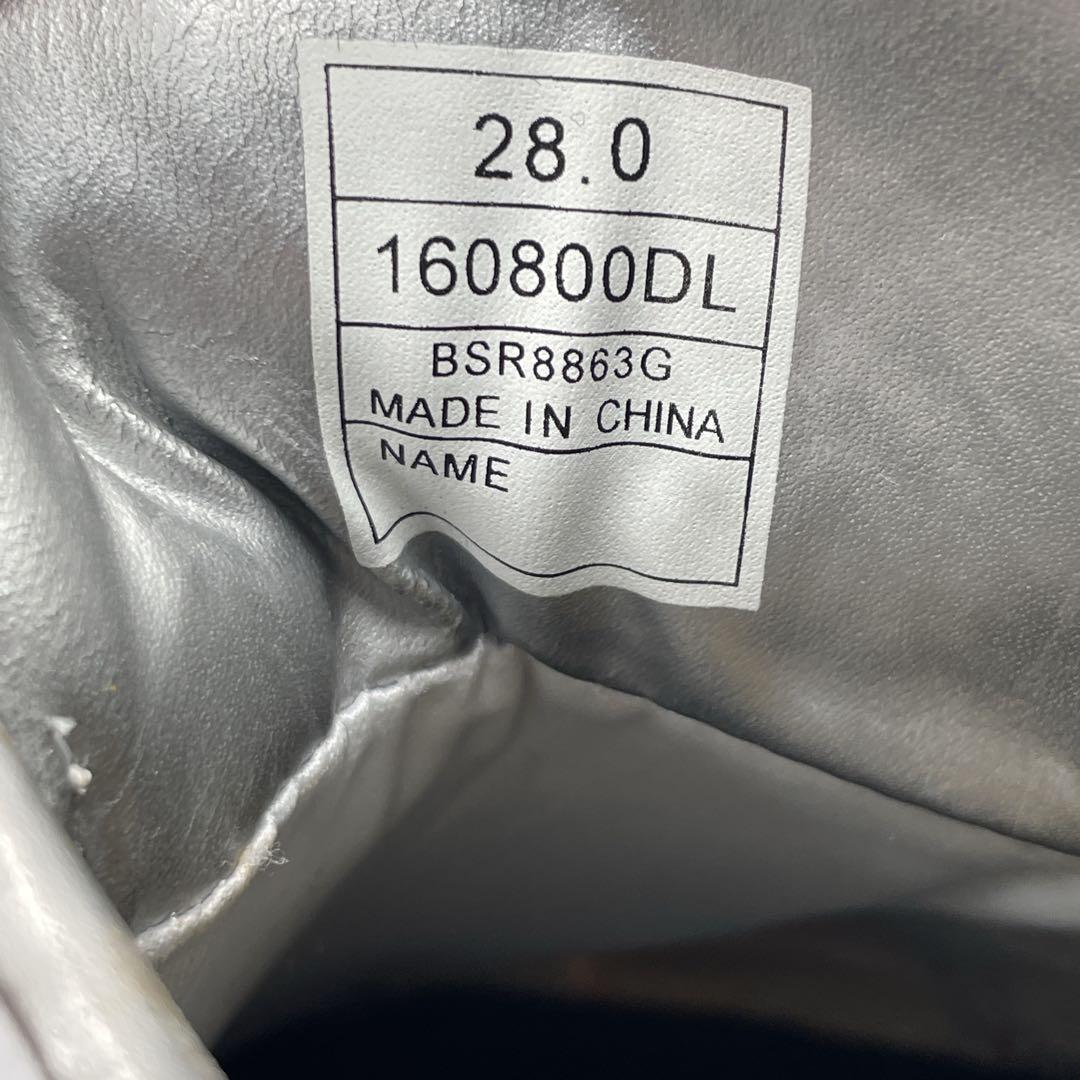 28.0
160800DL
BSR8863G
MADE IN CHINA
NAME